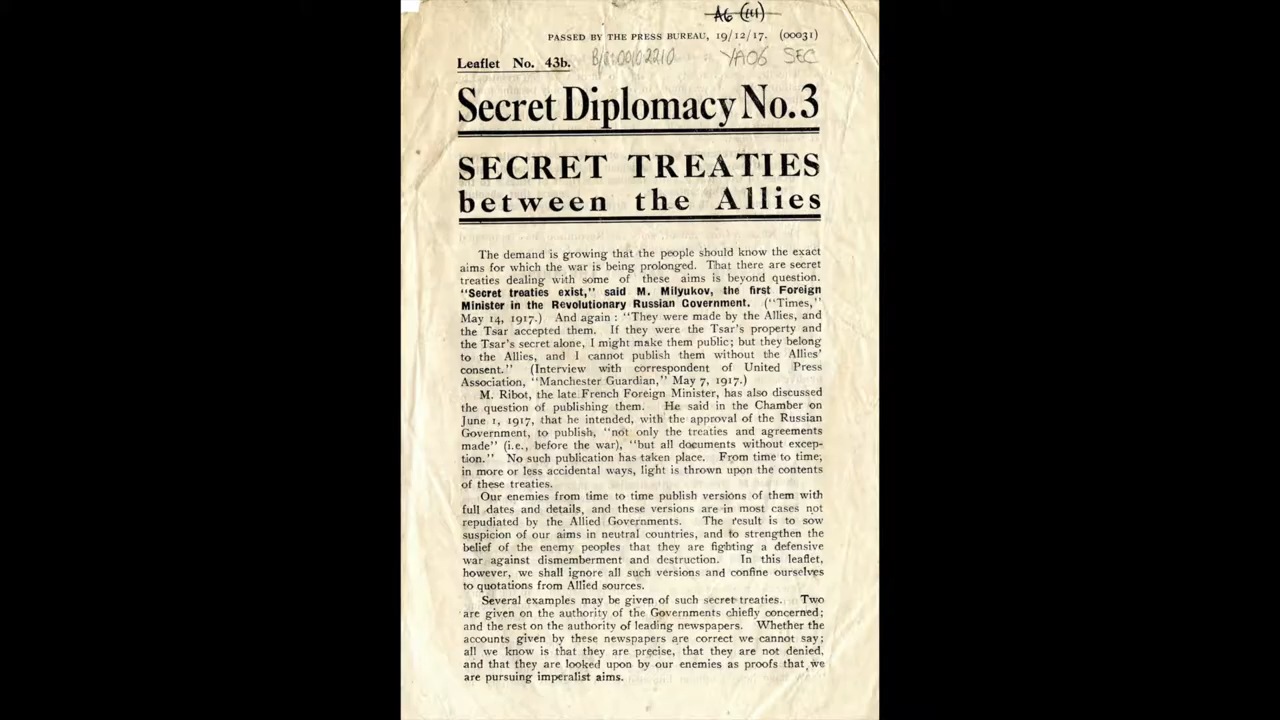 A6 (III)
PASSED BY THE PRESS BUREAU, 19/12/17. (00031)
Leaflet No. 43b.
YA06 SEC
Secret Diplomacy No. 3
SECRET TREATIES
between the Allies
The demand is growing that the people should know the exact
aims for which the war is being prolonged. That there are secret
treaties dealing with some of these aims is beyond question.
"Secret treaties exist," said M. Milyukov, the first Foreign
Minister in the Revolutionary Russian Government. ("Times,"
May 14, 1917.) And again : "They were made by the Allies, and
the Tsar accepted them. If they were the Tsar's property and
the Tsar's secret alone, I might make them public; but they belong
to the Allies, and I cannot publish them without the Allies'
consent." (Interview with correspondent of United Press
Association, "Manchester Guardian," May 7, 1917.)
M. Ribot, the late French Foreign Minister, has also discussed
the question of publishing them. He said in the Chamber on
June 1, 1917, that he intended, with the approval of the Russian
Government, to publish, "not only the treaties and agreements
made" (i.e., before the war), "but all documents without excep-
tion." No such publication has taken place. From time to time,
in more or less accidental ways, light is thrown upon the contents
of these treaties.
Our enemies from time to time publish versions of them with
full dates and details, and these versions are in most cases not
repudiated by the Allied Governments. The result is to sow
suspicion of our aims in neutral countries, and to strengthen the
belief of the enemy peoples that they are fighting a defensive
war against dismemberment and destruction. In this leaflet,
however, we shall ignore all such versions and confine ourselves
to quotations from Allied sources.
Several examples may be given of such secret treaties. Two
are given on the authority of the Governments chiefly concerned;
and the rest on the authority of leading newspapers. Whether the
accounts given by these newspapers are correct we cannot say;
all we know is that they are precise, that they are not denied,
and that they are looked upon by our enemies as proofs that we
are pursuing imperialist aims.